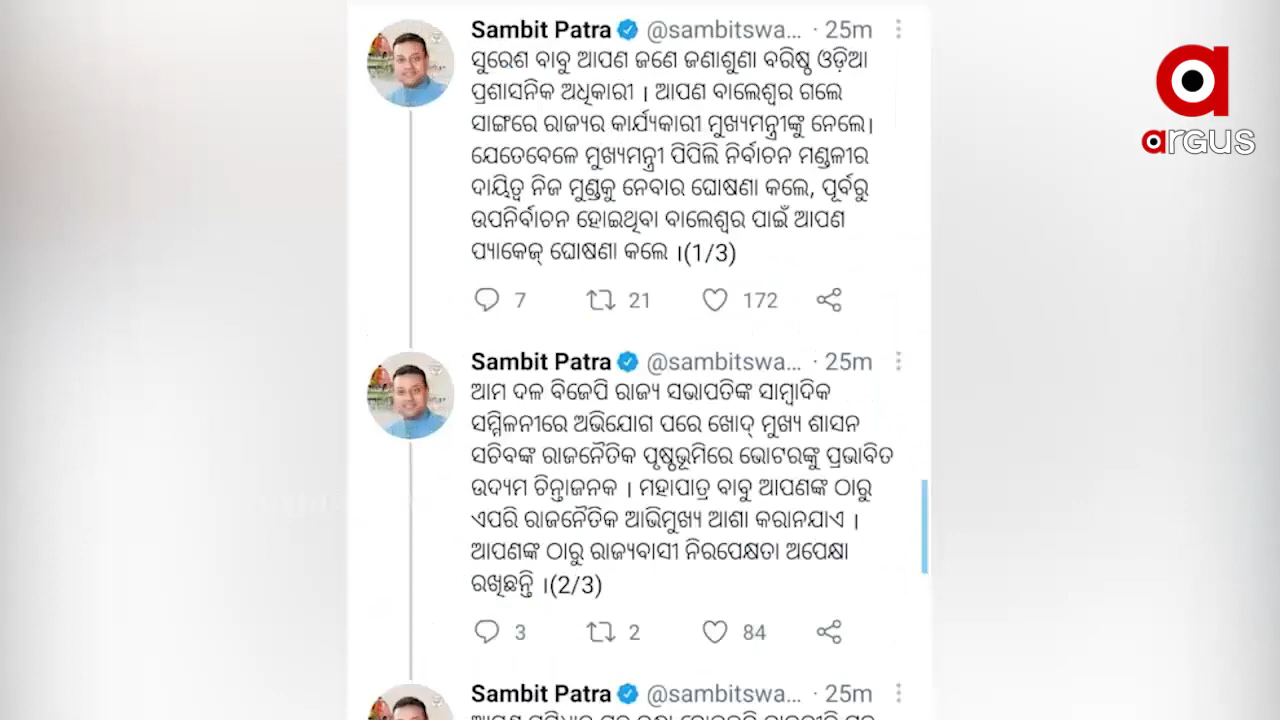 Sambit Patra @sambitswa... · 25m
ସୁରେଶ ବାବୁ ଆପଣ ଜଣେ ଜଣାଶୁଣା ବରିଷ୍ଠ ଓଡ଼ିଆ
ପ୍ରଶାସନିକ ଅଧିକାରୀ । ଆପଣ ବାଲେଶ୍ୱର ଗଲେ
ସାଙ୍ଗରେ ରାଜ୍ୟର କାର୍ଯ୍ୟକାରୀ ମୁଖ୍ୟମନ୍ତ୍ରୀଙ୍କୁ ନେଲେ।
ଯେତେବେଳେ ମୁଖ୍ୟମନ୍ତ୍ରୀ ପିପିଲି ନିର୍ବାଚନ ମଣ୍ଡଳୀର
ଦାୟିତ୍ୱ ନିଜ ମୁଣ୍ଡକୁ ନେବାର ଘୋଷଣା କଲେ, ପୂର୍ବରୁ
ଉପନିର୍ବାଚନ ହୋଇଥିବା ବାଲେଶ୍ୱର ପାଇଁ ଆପଣ
ପ୍ୟାକେଜ୍ ଘୋଷଣା କଲେ ।(1/3)
7 21 172
Sambit Patra @sambitswa... · 25m
ଆମ ଦଳ ବିଜେପି ରାଜ୍ୟ ସଭାପତିଙ୍କ ସାମ୍ବାଦିକ
ସମ୍ମିଳନୀରେ ଅଭିଯୋଗ ପରେ ଖୋଦ୍ ମୁଖ୍ୟ ଶାସନ
ସଚିବଙ୍କ ରାଜନୈତିକ ପୃଷ୍ଠଭୂମିରେ ଭୋଟରଙ୍କୁ ପ୍ରଭାବିତ
ଉଦ୍ୟମ ଚିନ୍ତାଜନକ । ମହାପାତ୍ର ବାବୁ ଆପଣଙ୍କ ଠାରୁ
ଏପରି ରାଜନୈତିକ ଆଭିମୁଖ୍ୟ ଆଶା କରାନଯାଏ ।
ଆପଣଙ୍କ ଠାରୁ ରାଜ୍ୟବାସୀ ନିରପେକ୍ଷତା ଅପେକ୍ଷା
ରଖିଛନ୍ତି ।(2/3)
3 2 84
Sambit Patra @sambitswa... · 25m
argus